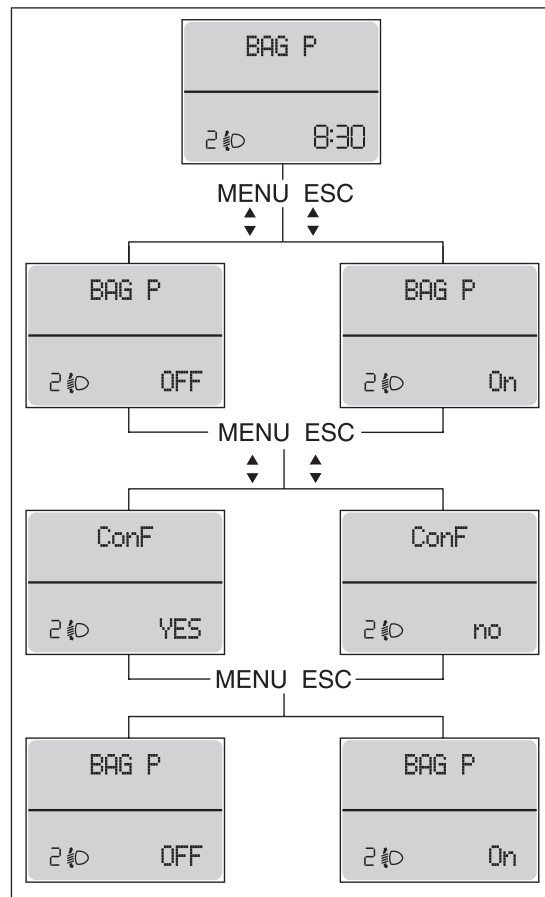 BAG P
2 8:30
MENU ESC
BAG P
2 OFF
BAG P
2 On
MENU ESC
ConF
2 YES
ConF
2 no
MENU ESC
BAG P
2 OFF
BAG P
2 On